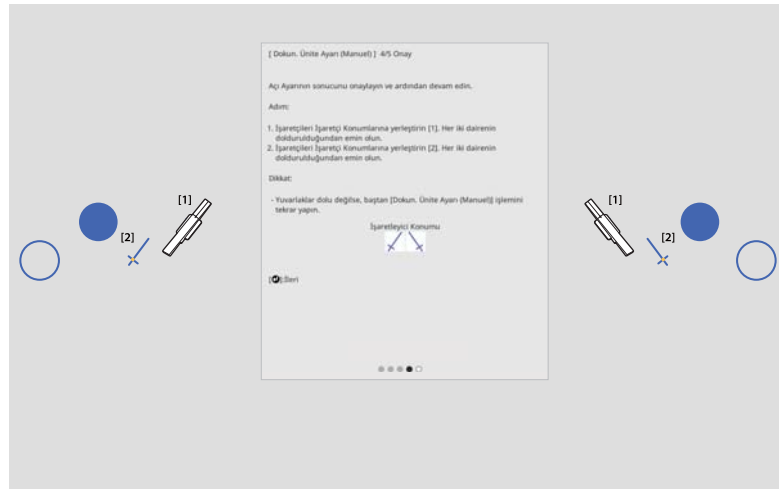 [ Dokun. Ünite Ayarı (Manuel) ] 4/5 Onay
Açı Ayarının sonucunu onaylayın ve ardından devam edin.
Adım:
1. İşaretçileri İşaretçi Konumlarına yerleştirin [1]. Her iki dairenin
doldurulduğundan emin olun.
2. İşaretçileri İşaretçi Konumlarına yerleştirin [2]. Her iki dairenin
doldurulduğundan emin olun.
Dikkat:
- Yuvarlaklar dolu değilse, baştan [Dokun. Ünite Ayarı (Manuel)] işlemini
tekrar yapın.
İşaretleyici Konumu
[ ]:İleri
[1]
[2]
[1]
[2]